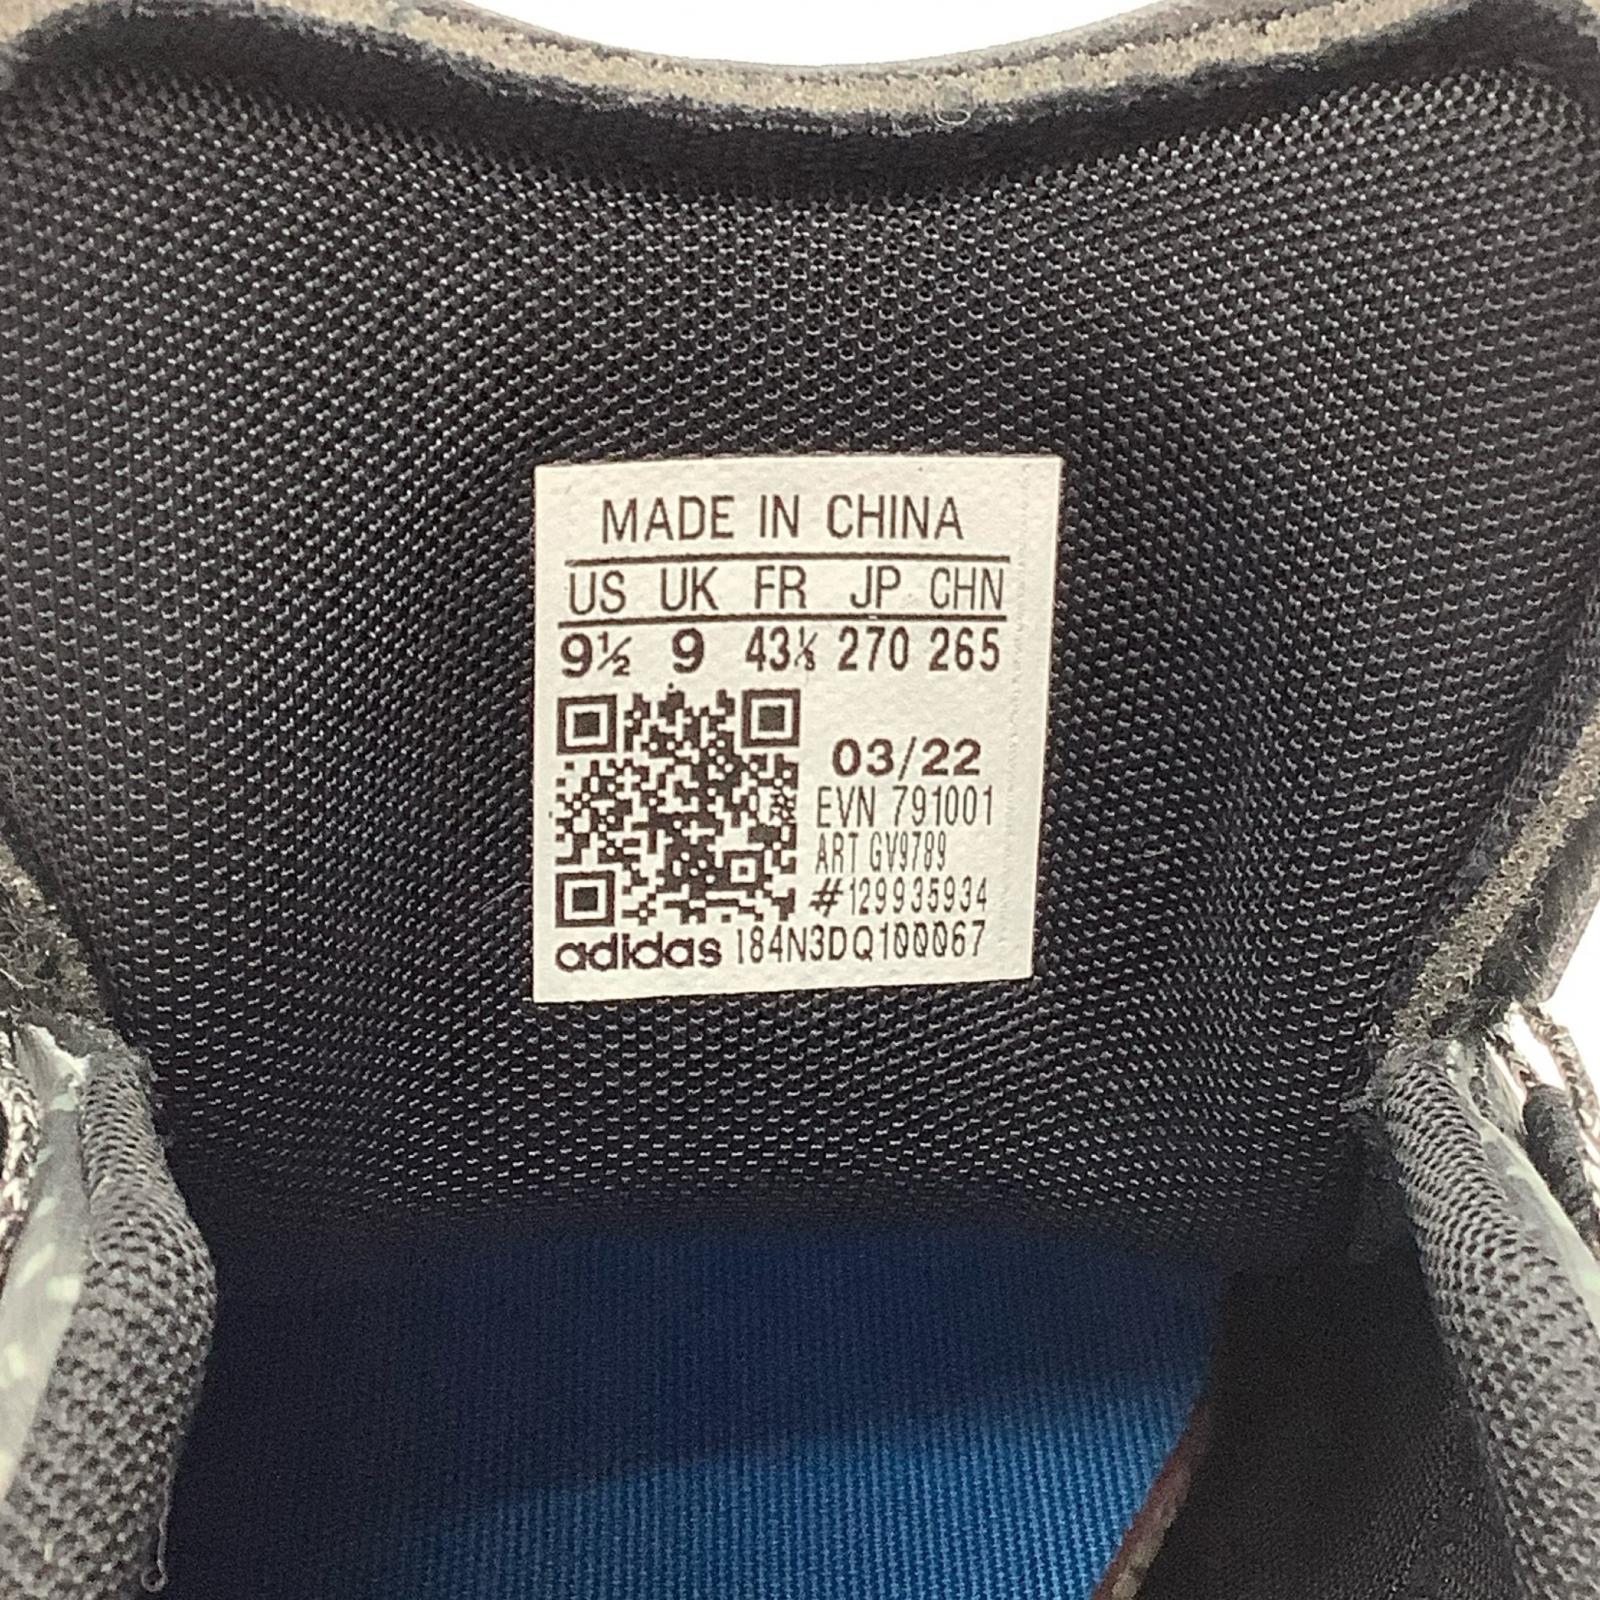 MADE IN CHINA
US UK FR JP CHN
9½ 9 43⅓ 270 265
03/22
EVN 791001
ART GV9789
#129935934
adidas 184N3DQ100067